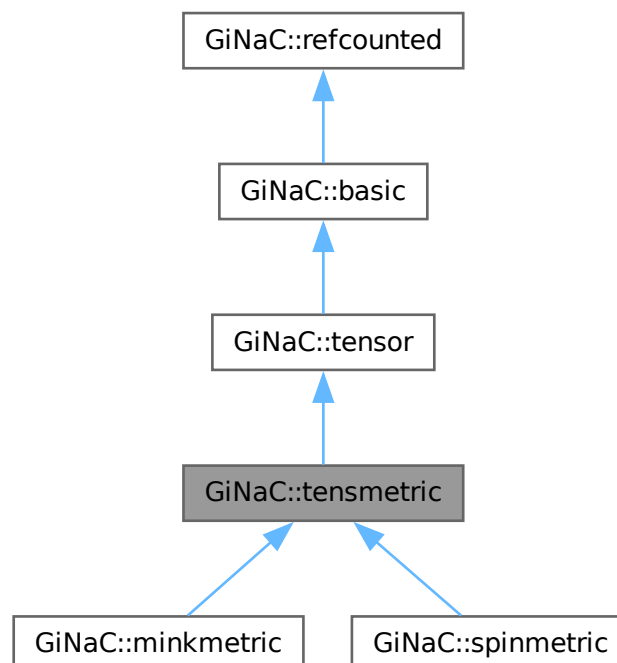 GiNaC::refcounted
GiNaC::basic
GiNaC::tensor
GiNaC::tensmetric
GiNaC::minkmetric
GiNaC::spinmetric